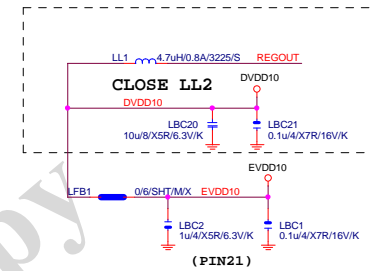 LL1 4.7uH/0.8A/3225/S REGOUT
CLOSE LL2
DVDD10
DVDD10
LBC20
10u/8/X5R/6.3V/K
LBC21
0.1u/4/X7R/16V/K
EVDD10
LFB1 0/6/SHT/M/X EVDD10
LBC2
1u/4/X5R/6.3V/K
LBC1
0.1u/4/X7R/16V/K
(PIN21)